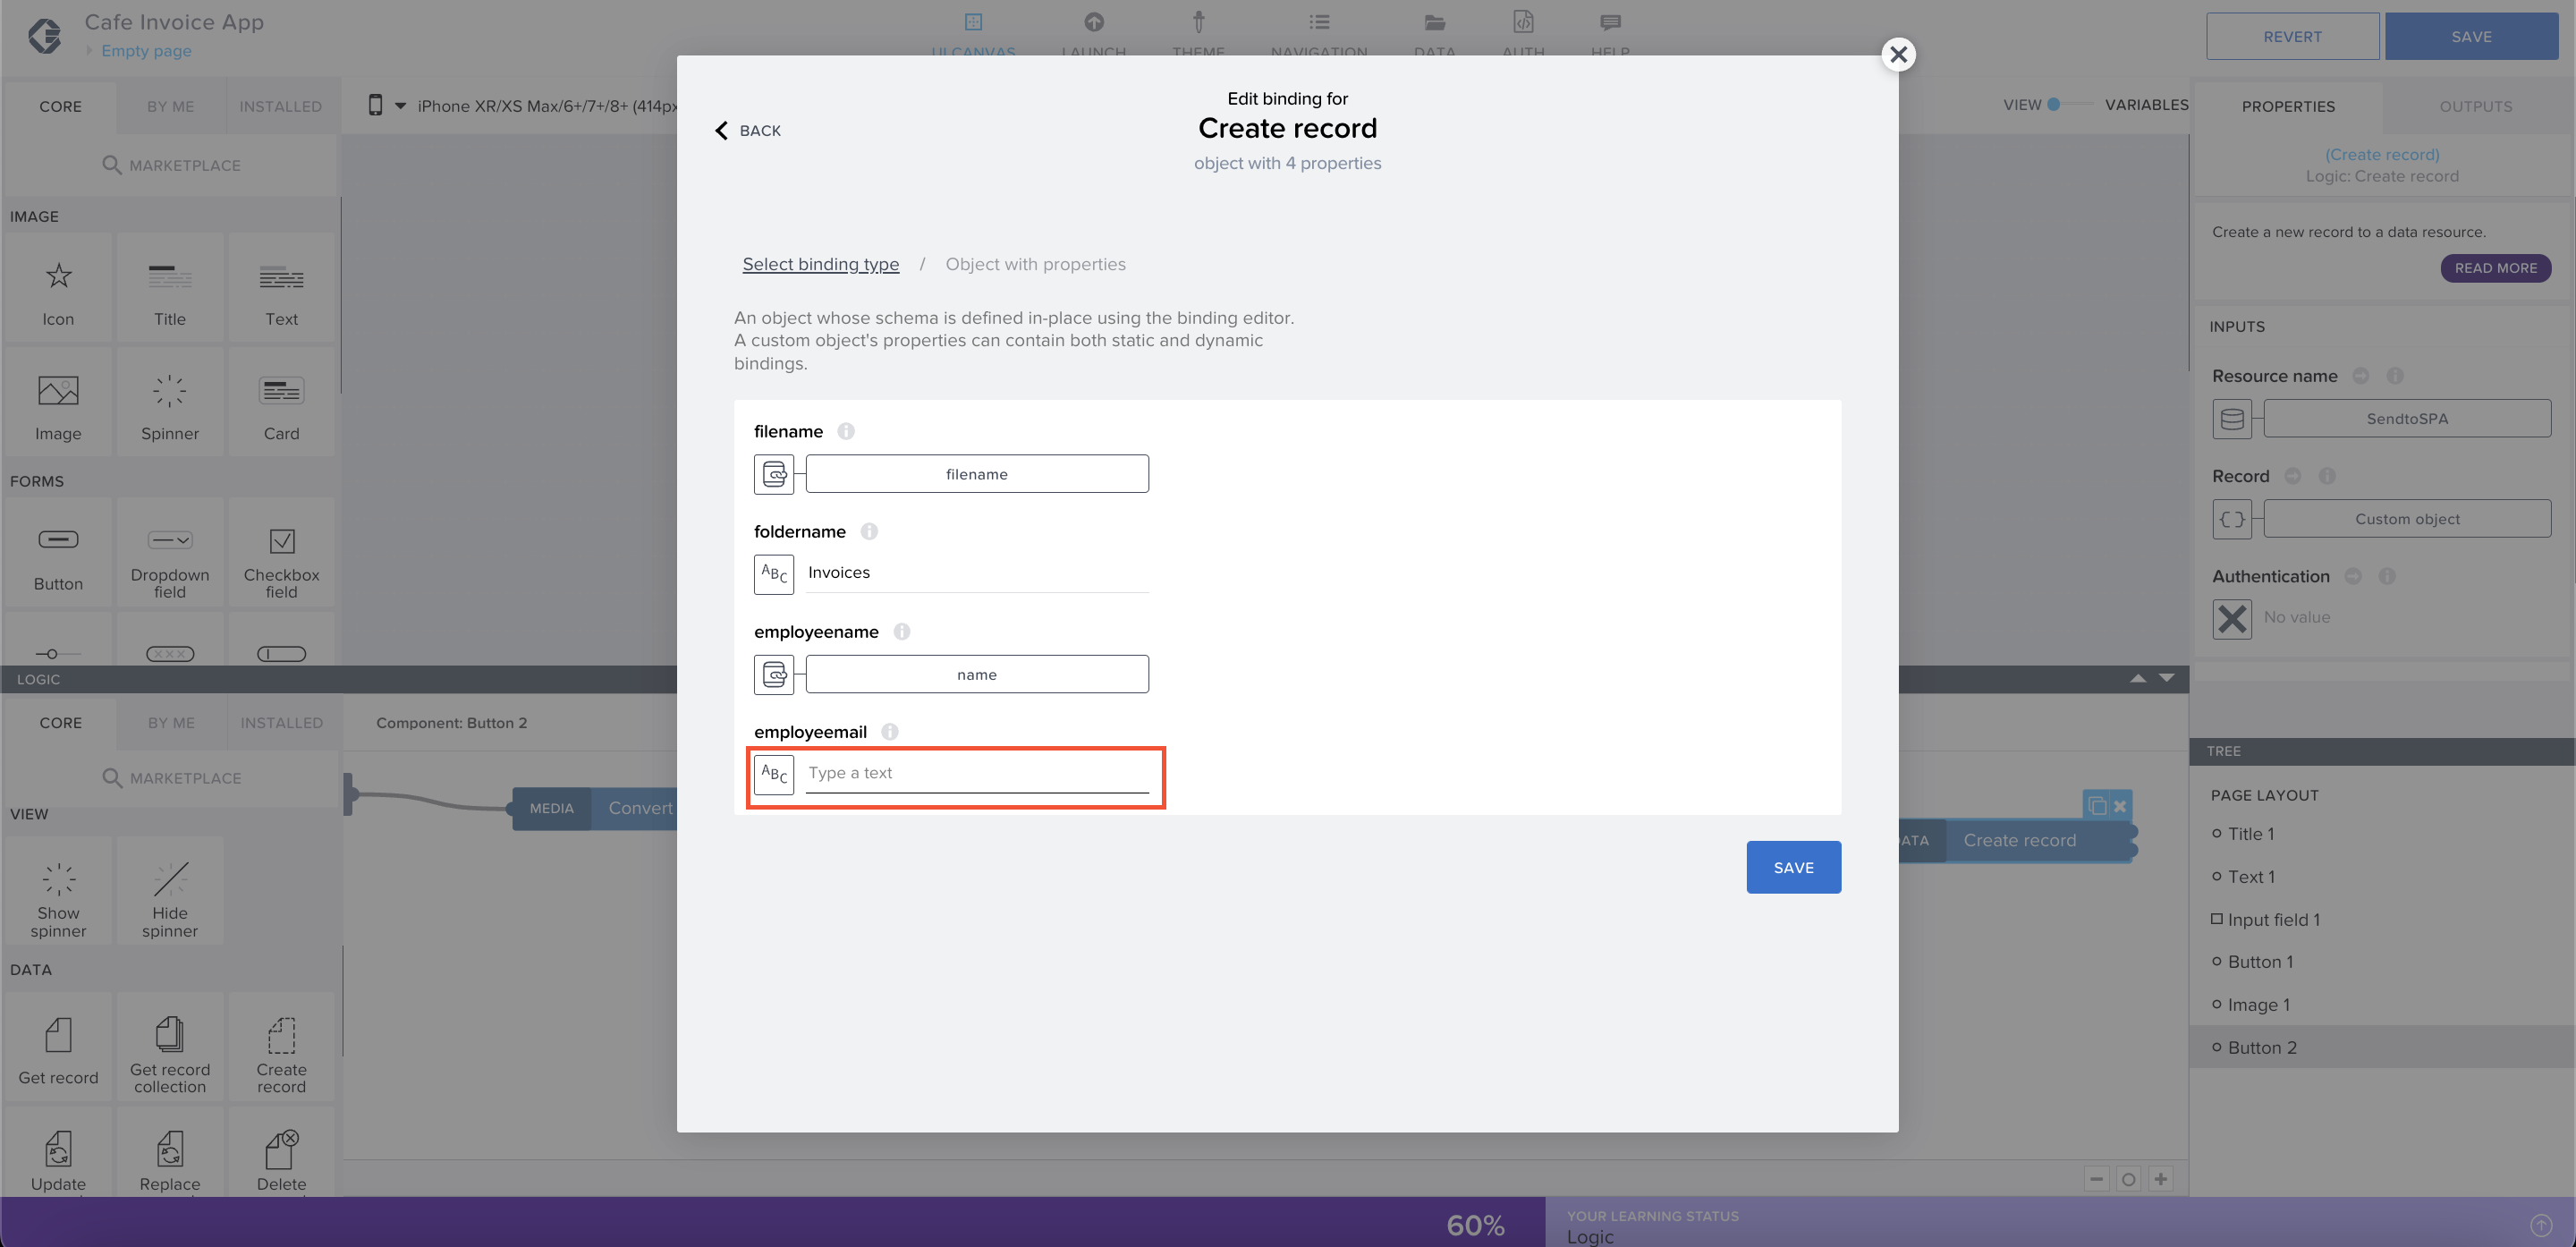 Cafe Invoice App
Empty page
UI CANVAS
LAUNCH
THEME
NAVIGATION
DATA
AUTH
HELP
REVERT
SAVE
CORE
BY ME
INSTALLED
iPhone XR/XS Max/6+/7+/8+ (414px
VIEW
VARIABLES
PROPERTIES
OUTPUTS
MARKETPLACE
IMAGE
Icon
Title
Text
Image
Spinner
Card
FORMS
Button
Dropdown
field
Checkbox
field
LOGIC
CORE
BY ME
INSTALLED
Component: Button 2
MARKETPLACE
VIEW
Show
spinner
Hide
spinner
DATA
Get record
Get record
collection
Create
record
Update
Replace
Delete
MEDIA
Convert
BACK
Edit binding for
Create record
object with 4 properties
Select binding type / Object with properties
An object whose schema is defined in-place using the binding editor.
A custom object's properties can contain both static and dynamic
bindings.
filename
filename
foldername
ABC
Invoices
employeename
name
employeemail
ABC
Type a text
SAVE
(Create record)
Logic: Create record
Create a new record to a data resource.
READ MORE
INPUTS
Resource name
SendtoSPA
Record
Custom object
Authentication
No value
TREE
PAGE LAYOUT
Title 1
Text 1
Input field 1
Button 1
Image 1
Button 2
ATA
Create record
60%
YOUR LEARNING STATUS
Logic